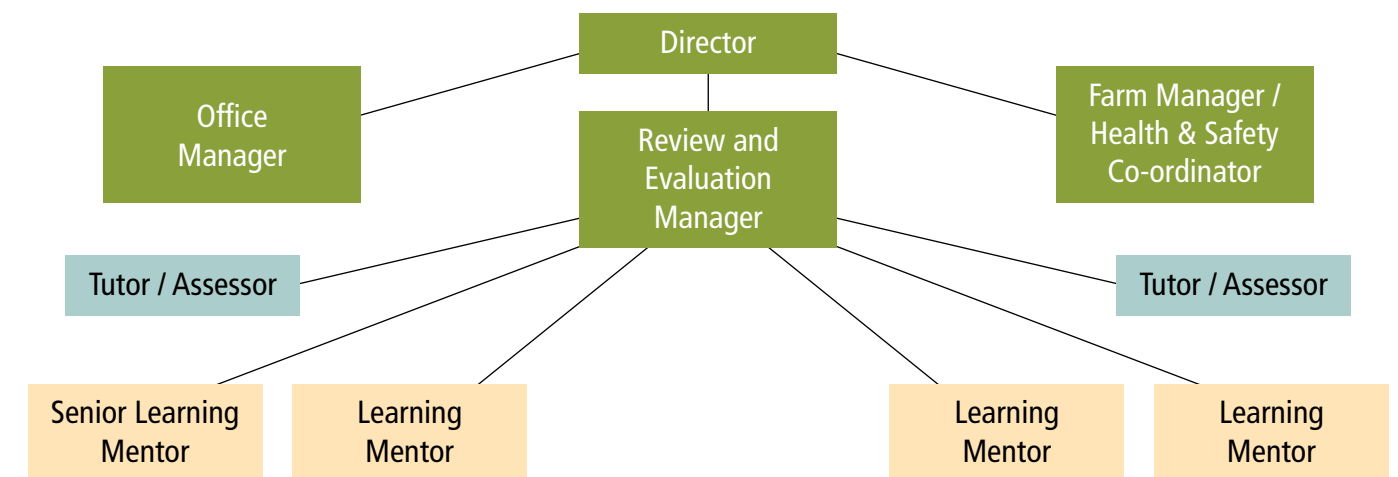 Director
Office
Manager
Farm Manager /
Health & Safety
Co-ordinator
Review and
Evaluation
Manager
Tutor / Assessor
Tutor / Assessor
Senior Learning
Mentor
Learning
Mentor
Learning
Mentor
Learning
Mentor